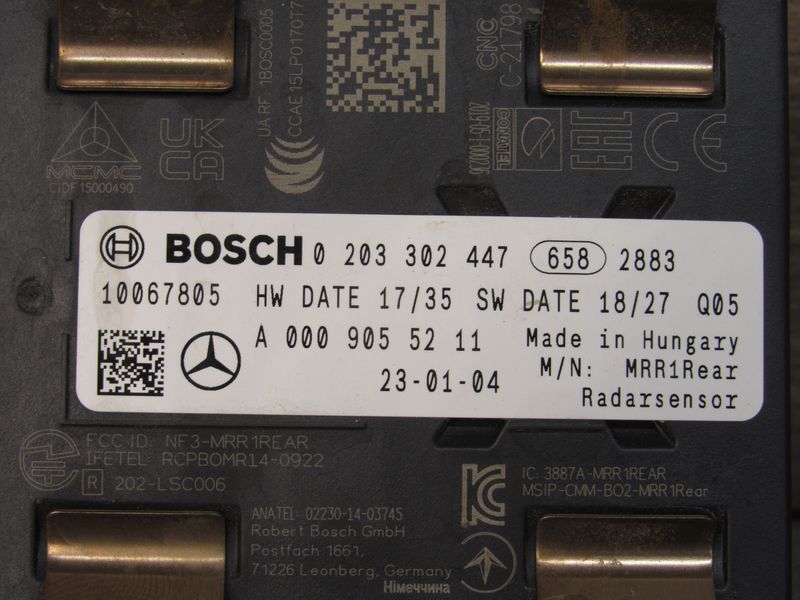 UA RF: 1BOSC0005
CCAE15LP0170T7
CNC
C-21798
CONATEL
EAC
CE
MCMC
CIDF15000490
UK
CA
BOSCH 0 203 302 447 658 2883
10067805 HW DATE 17/35 SW DATE 18/27 Q05
A 000 905 52 11 Made in Hungary
23-01-04 M/N: MRR1Rear
Radarsensor
FCC ID: NF3-MRR1REAR
IFETEL: RCPBOMR14-0922
R 202-LSC006
IC: 3887A-MRR1REAR
MSIP-CMM-BO2-MRR1Rear
ANATEL: 02230-14-03745
Robert Bosch GmbH
Postfach 1661,
71226 Leonberg, Germany
Німеччина